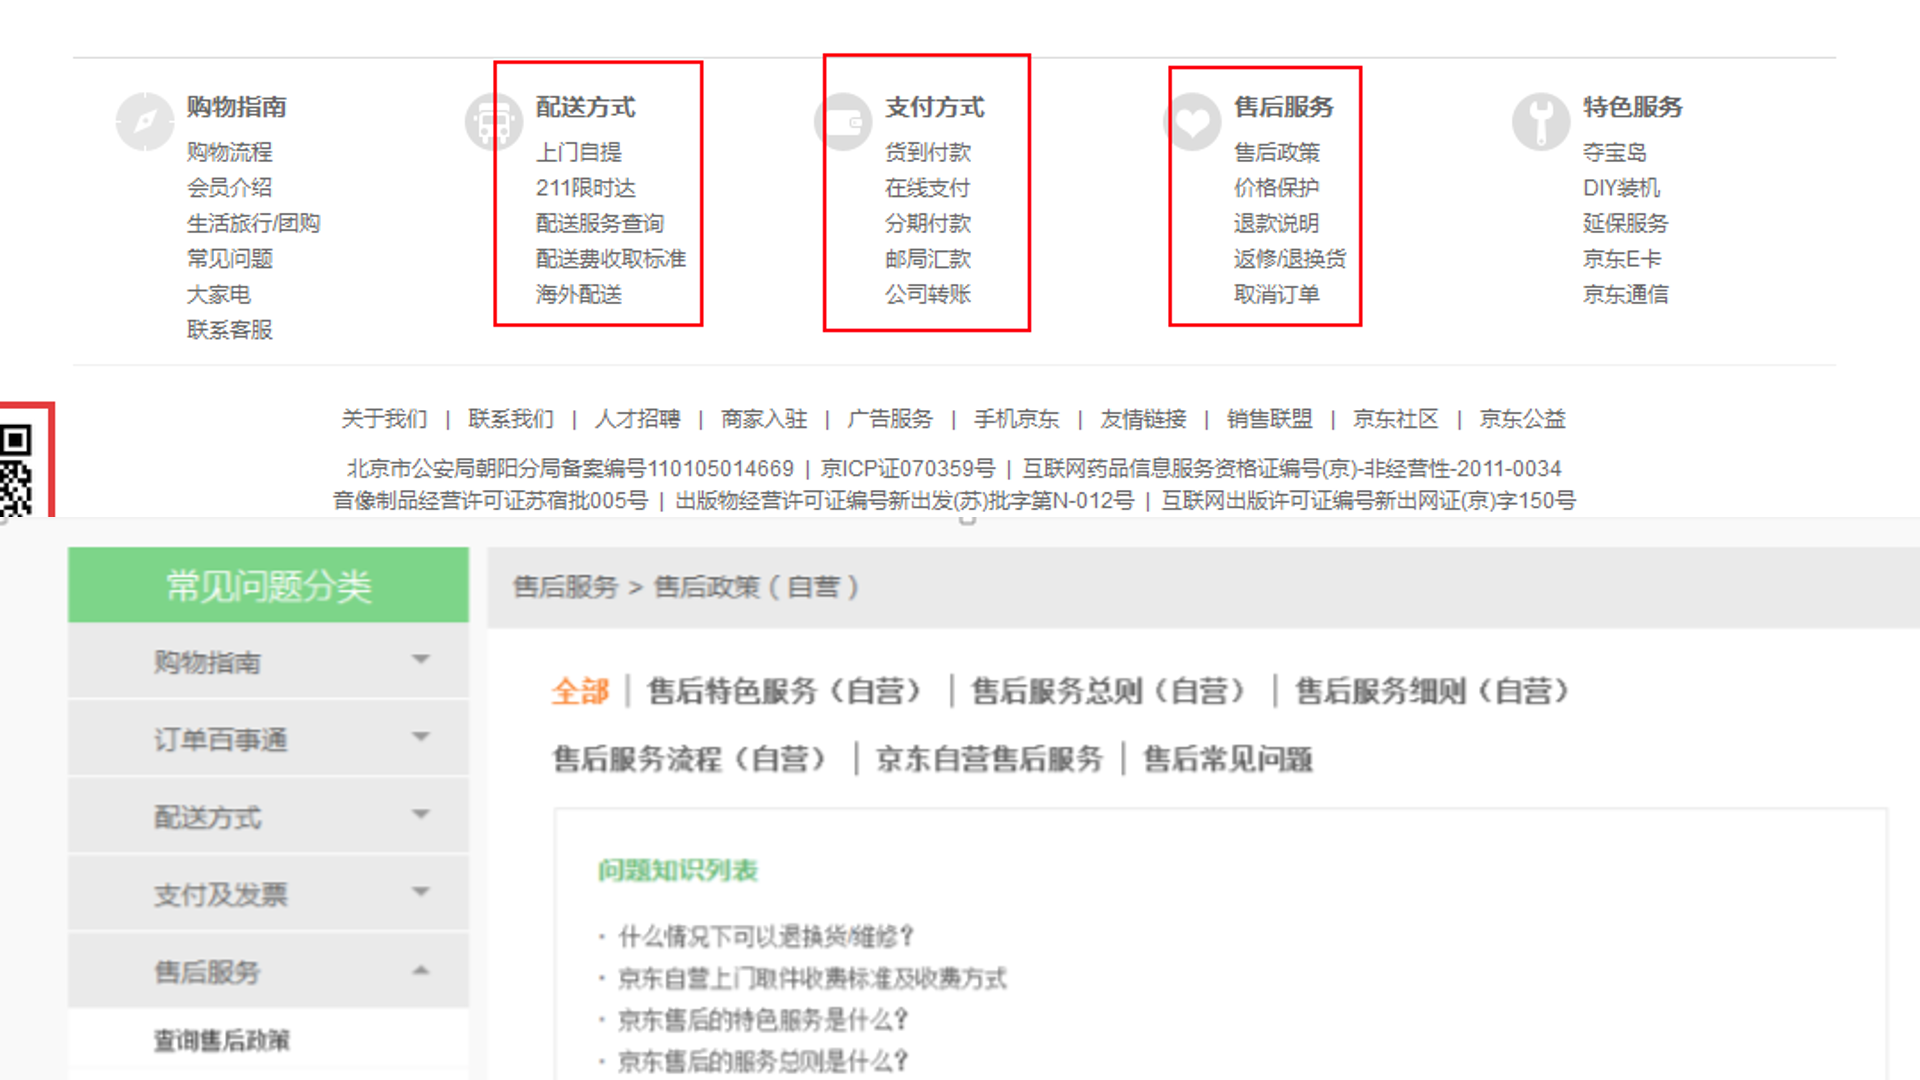 购物指南
购物流程
会员介绍
生活旅行/团购
常见问题
大家电
联系客服
配送方式
上门自提
211限时达
配送服务查询
配送费收取标准
海外配送
支付方式
货到付款
在线支付
分期付款
邮局汇款
公司转账
售后服务
售后政策
价格保护
退款说明
返修/退换货
取消订单
特色服务
夺宝岛
DIY装机
延保服务
京东E卡
京东通信
关于我们 | 联系我们 | 人才招聘 | 商家入驻 | 广告服务 | 手机京东 | 友情链接 | 销售联盟 | 京东社区 | 京东公益
北京市公安局朝阳分局备案编号110105014669 | 京ICP证070359号 | 互联网药品信息服务资格证编号(京)-非经营性-2011-0034
音像制品经营许可证苏宿批005号 | 出版物经营许可证编号新出发(苏)批字第N-012号 | 互联网出版许可证编号新出网证(京)字150号
常见问题分类
购物指南
订单百事通
配送方式
支付及发票
售后服务
查询售后政策
售后服务 > 售后政策（自营）
全部 | 售后特色服务（自营） | 售后服务总则（自营） | 售后服务细则（自营）
售后服务流程（自营） | 京东自营售后服务 | 售后常见问题
问题知识列表
· 什么情况下可以退换货/维修?
· 京东自营上门取件收费标准及收费方式
· 京东售后的特色服务是什么?
· 京东售后的服务总则是什么?